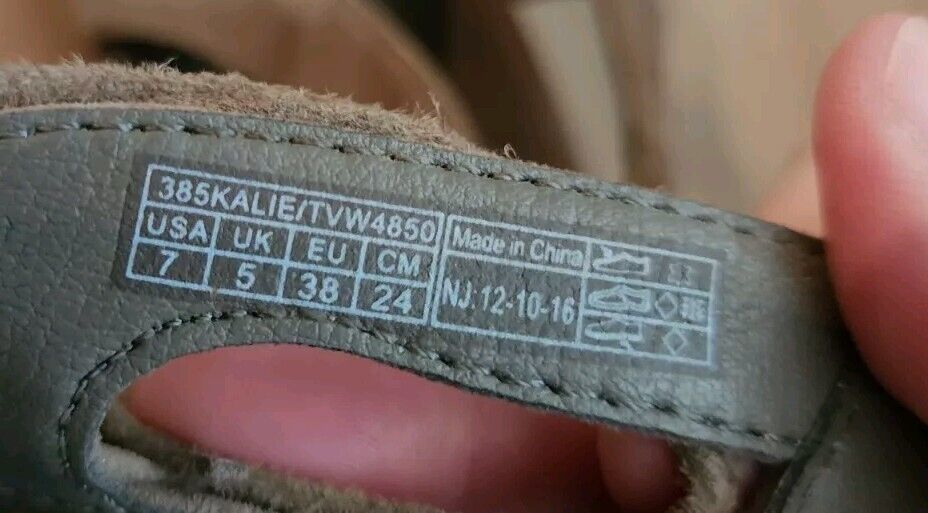 385KALIE/TVW4850
USA UK EU CM
7 5 38 24
Made in China
NJ:12-10-16